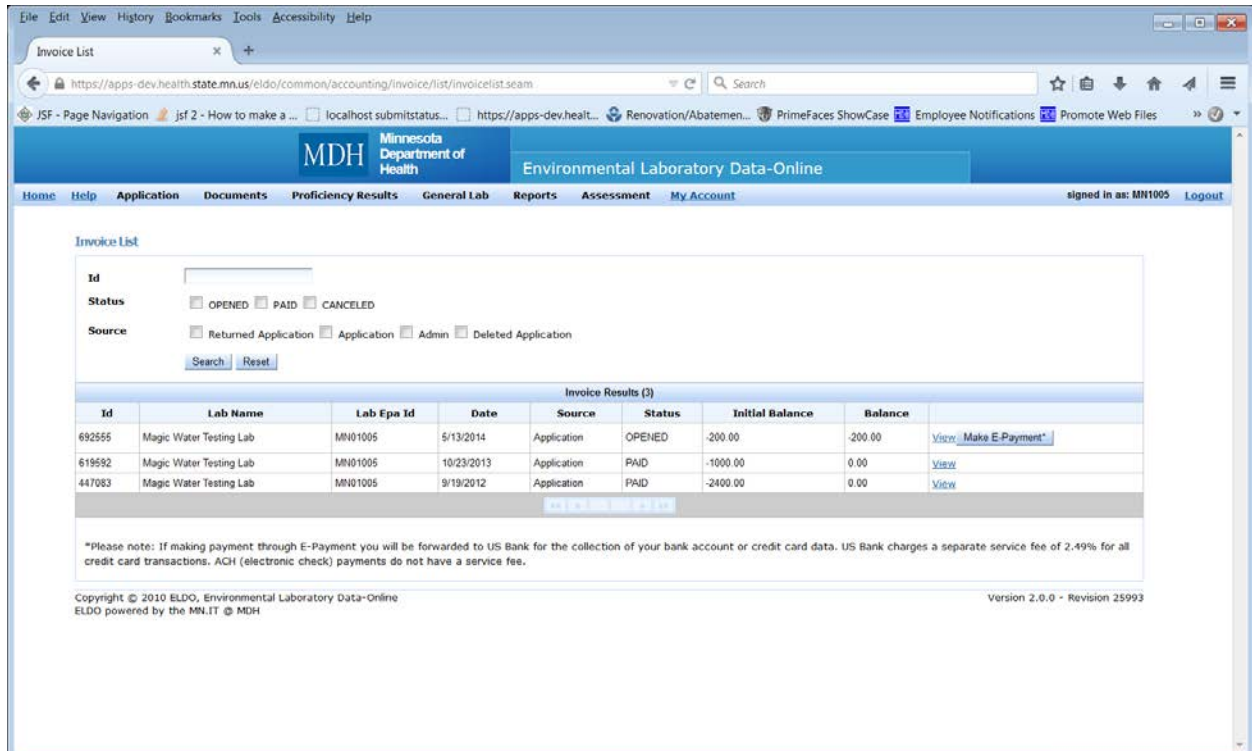 File Edit View History Bookmarks Tools Accessibility Help
Invoice List
https://apps-dev.health.state.mn.us/eldo/common/accounting/invoice/list/invoicelist.seam Search
JSF - Page Navigation jsf 2 - How to make a ... localhost submitstatus... https://apps-dev.healt... Renovation/Abatemen... PrimeFaces ShowCase Employee Notifications Promote Web Files
MDH Minnesota Department of Health
Environmental Laboratory Data-Online
Home Help Application Documents Proficiency Results General Lab Reports Assessment My Account signed in as: MN1005 Logout
Invoice List
Id
Status OPENED PAID CANCELED
Source Returned Application Application Admin Deleted Application
Search Reset
Invoice Results (3)
Id Lab Name Lab Epa Id Date Source Status Initial Balance Balance
692555 Magic Water Testing Lab MN01005 5/13/2014 Application OPENED -200.00 -200.00 View Make E-Payment*
619592 Magic Water Testing Lab MN01005 10/23/2013 Application PAID -1000.00 0.00 View
447083 Magic Water Testing Lab MN01005 9/19/2012 Application PAID -2400.00 0.00 View
*Please note: If making payment through E-Payment you will be forwarded to US Bank for the collection of your bank account or credit card data. US Bank charges a separate service fee of 2.49% for all
credit card transactions. ACH (electronic check) payments do not have a service fee.
Copyright © 2010 ELDO, Environmental Laboratory Data-Online Version 2.0.0 - Revision 25993
ELDO powered by the MN.IT @ MDH